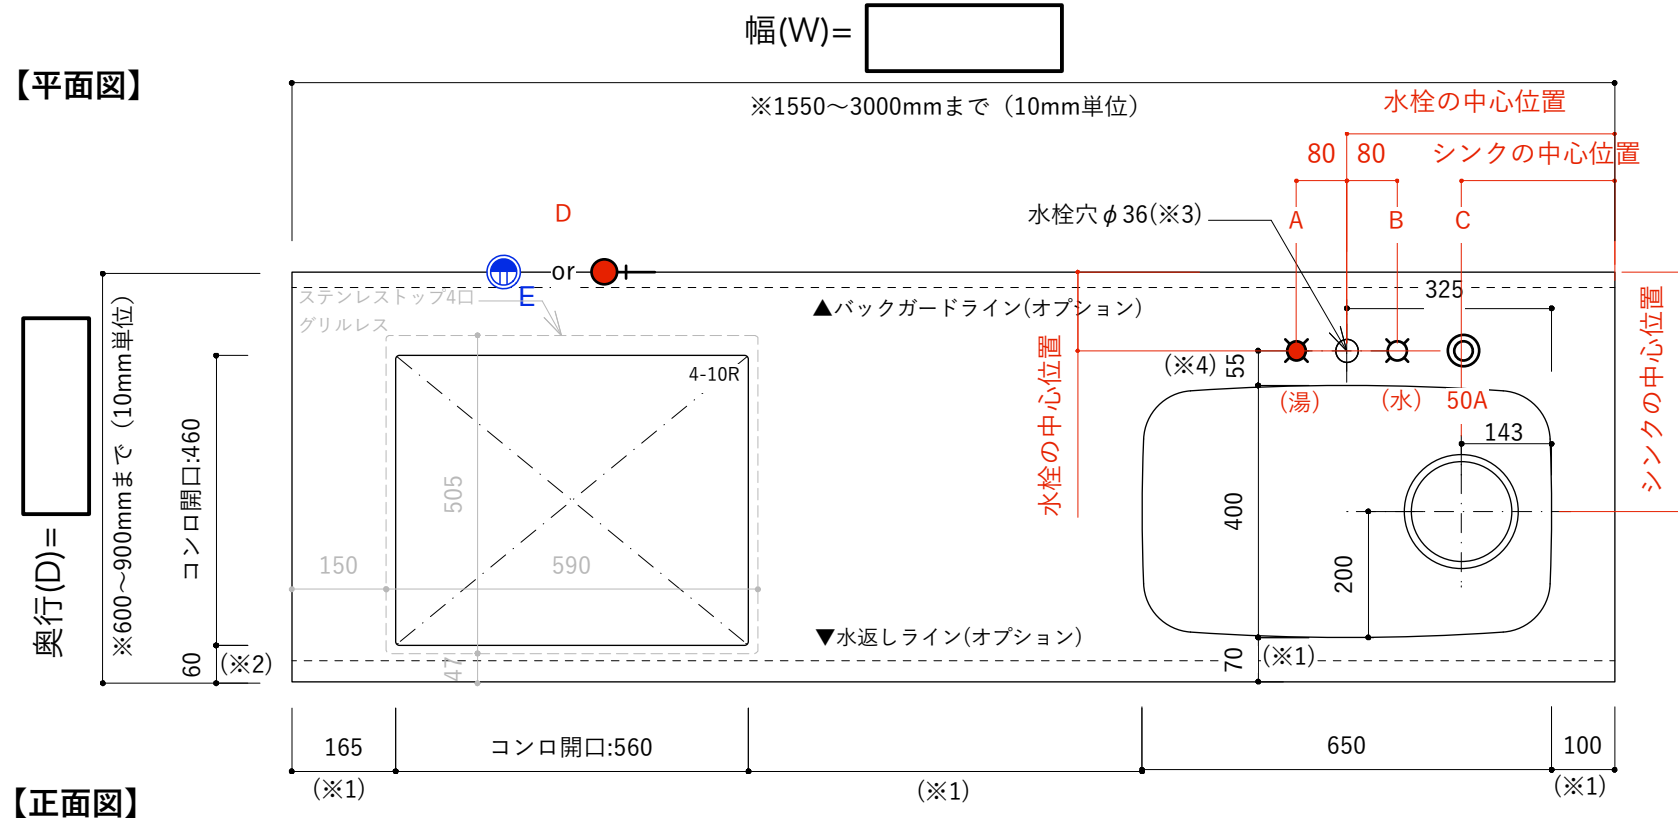 幅(W)=
【平面図】
※1550～3000mmまで（10mm単位）
水栓の中心位置
80
80
シンクの中心位置
D
水栓穴φ36(※3)
A
B
C
or
E
ステンレストップ4口
グリルレス
▲バックガードライン(オプション)
325
奥行(D)=
※600～900mmまで（10mm単位）
コンロ開口:460
60
(※2)
4-10R
水栓の中心位置
(※4)
55
(湯)
(水)
50A
シンクの中心位置
143
505
400
150
590
200
▼水返しライン(オプション)
47
70
(※1)
165
コンロ開口:560
650
100
(※1)
(※1)
(※1)
【正面図】